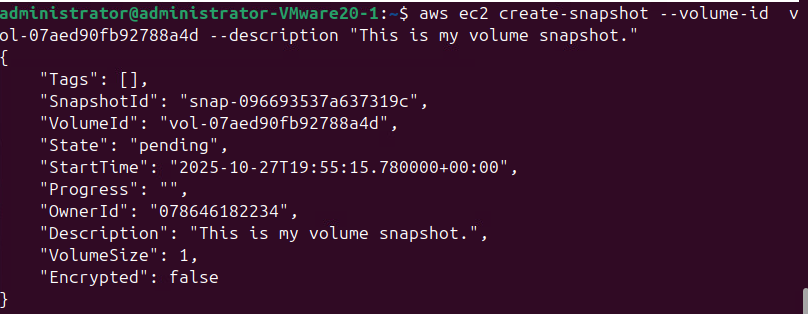 administrator@administrator-VMware20-1:~$ aws ec2 create-snapshot --volume-id  v
ol-07aed90fb92788a4d --description "This is my volume snapshot."
{
    "Tags": [],
    "SnapshotId": "snap-096693537a637319c",
    "VolumeId": "vol-07aed90fb92788a4d",
    "State": "pending",
    "StartTime": "2025-10-27T19:55:15.780000+00:00",
    "Progress": "",
    "OwnerId": "078646182234",
    "Description": "This is my volume snapshot.",
    "VolumeSize": 1,
    "Encrypted": false
}